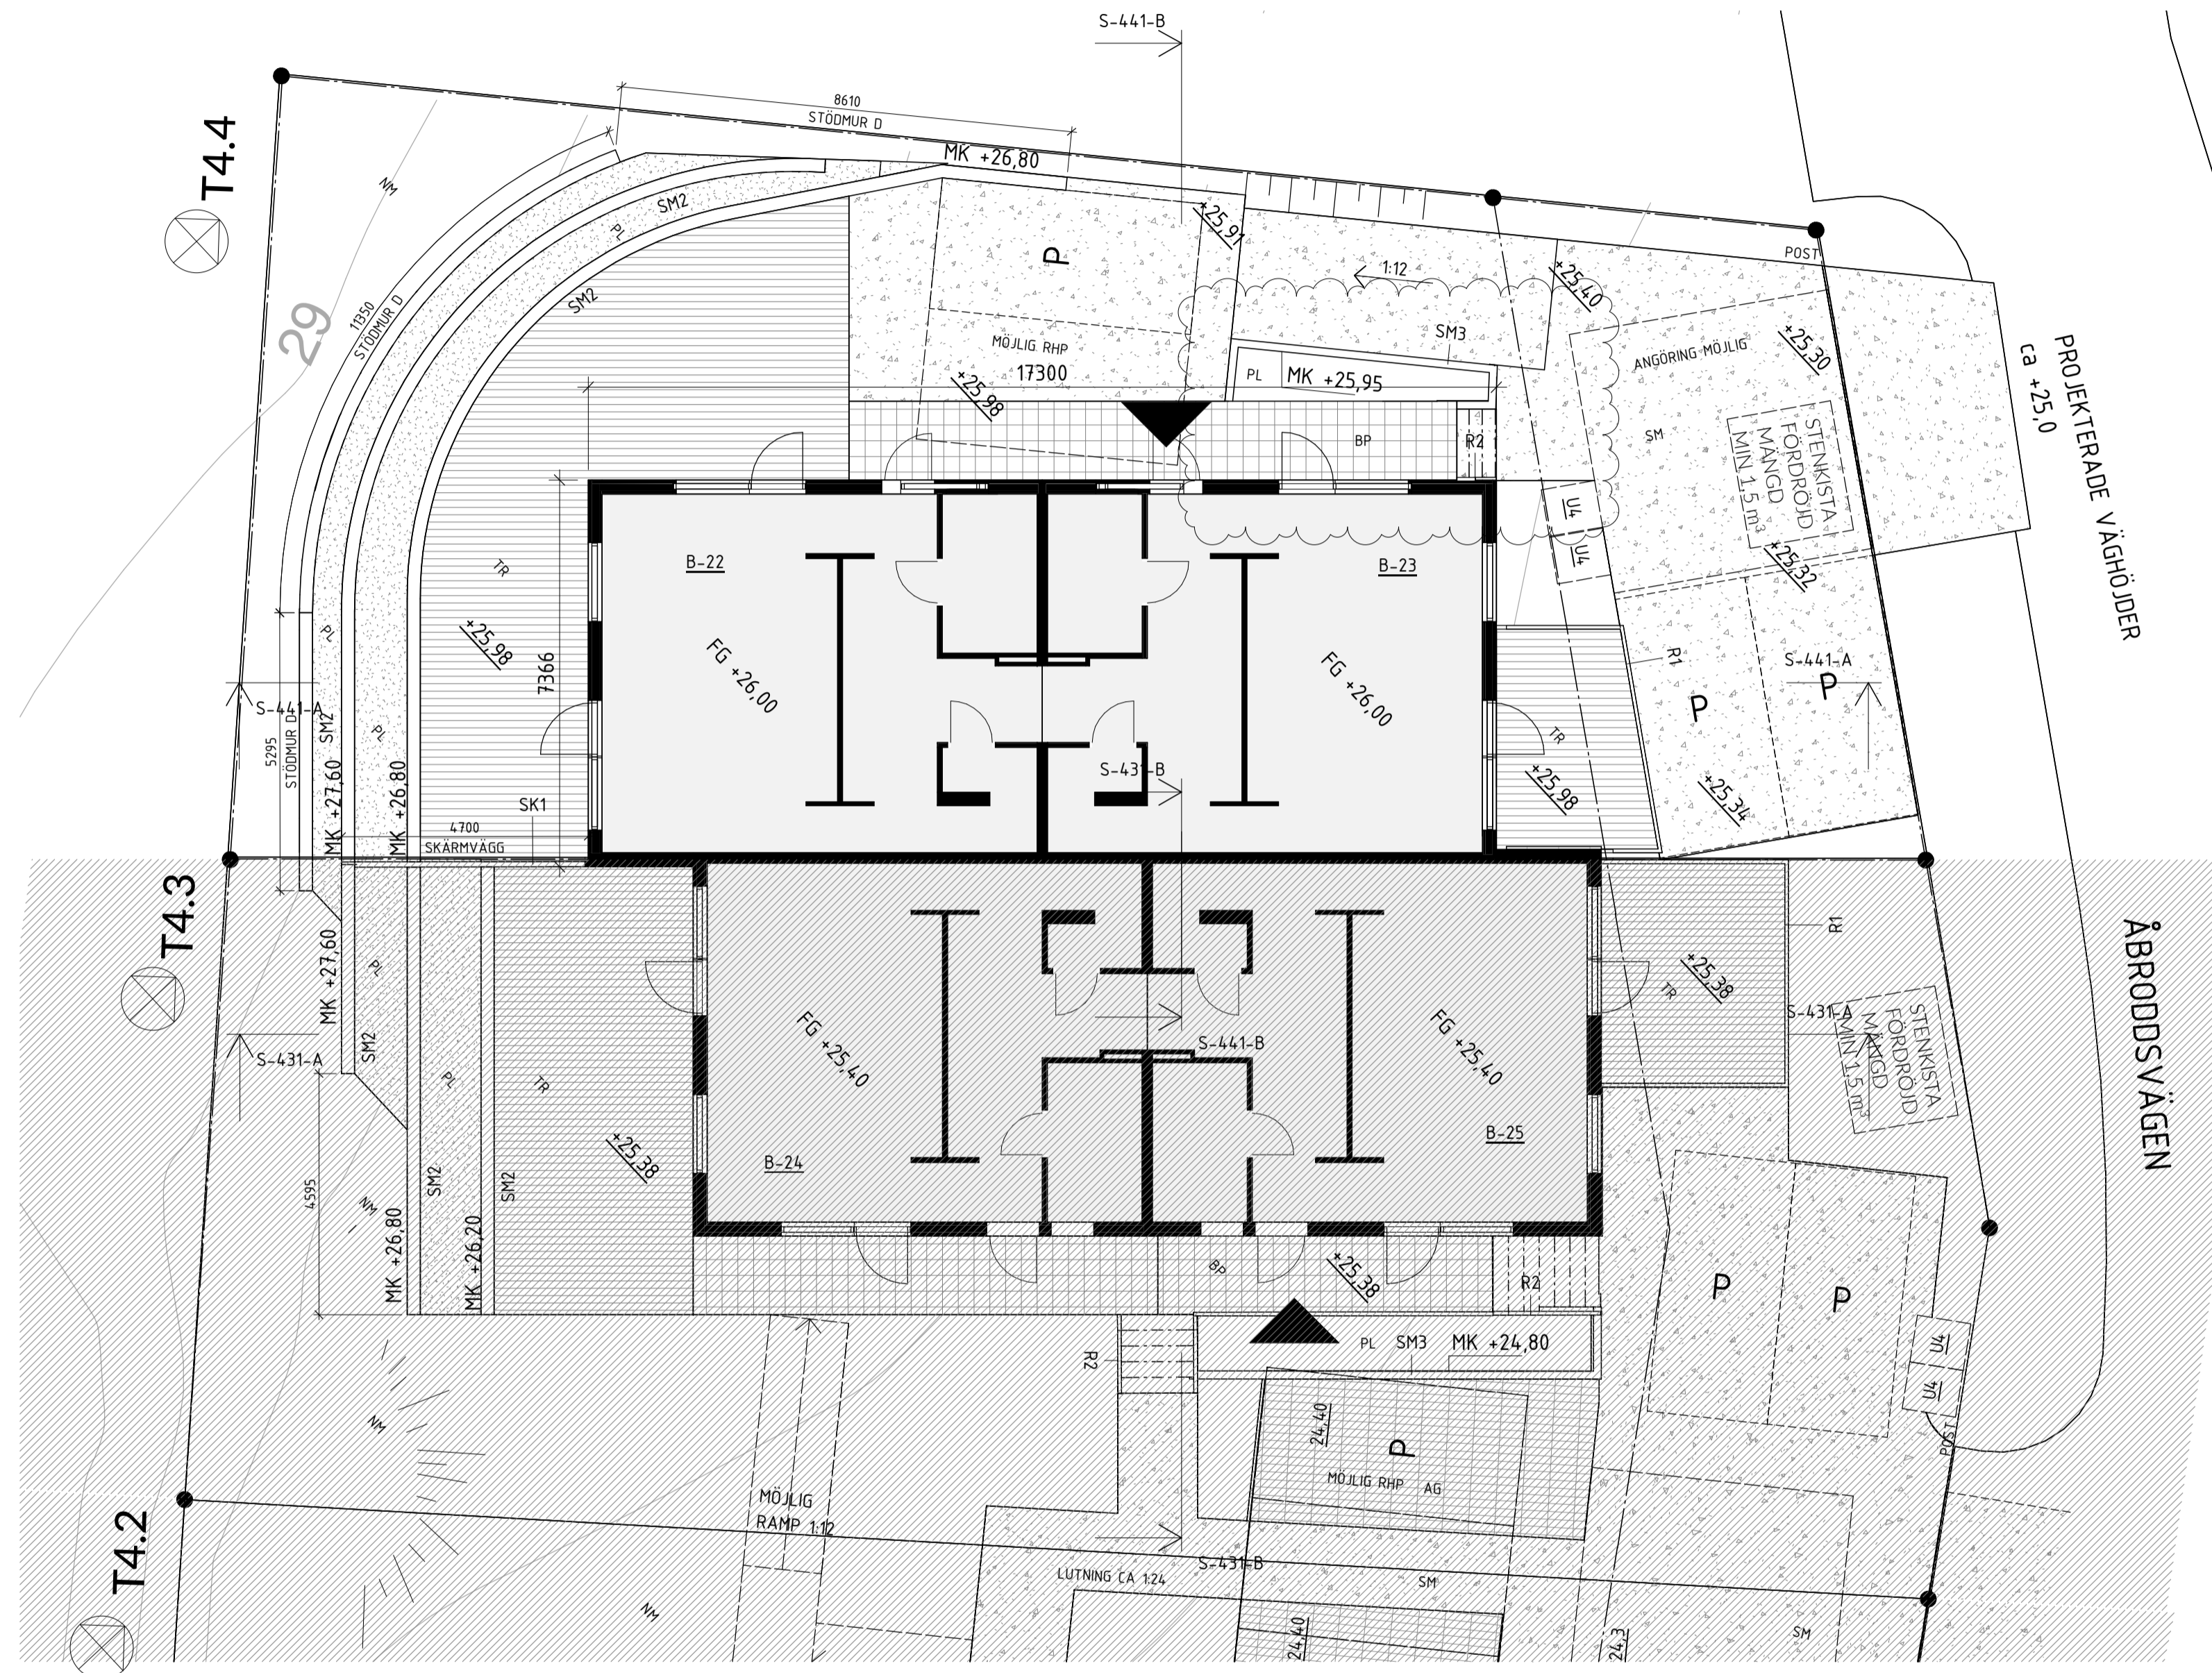 S-441-B
T4.4
8610
STÖDMUR D
MK +26,80
NM
SM2
PL
SM2
+25,91
P
1:12
+25,40
POST
11350
STÖDMUR D
29
MÖJLIG RHP
17300
+25,98
SM3
PL
MK +25,95
ANGÖRING MÖJLIG
+25,30
PROJEKTERADE VÄGHÖJDER
ca +25,0
BP
R2
SM
STENKISTA
FÖRDRÖJD
MÄNGD
MIN 1.5 m³
U4
U4
+25,32
B-22
B-23
TR
PL
+25,98
7366
FG +26,00
FG +26,00
R1
S-441-A
P
P
S-441-A
5295
STÖDMUR D
SM2
PL
TR
MK +27,60
MK +26,80
SK1
4700
SKÄRMVÄGG
S-431-B
+25,98
+25,34
T4.3
MK +27,60
PL
SM2
R1
+25,38
TR
ÅBRODDSVÄGEN
S-431-A
FG +25,40
FG +25,40
S-441-B
S-431-A
STENKISTA
FÖRDRÖJD
MÄNGD
MIN 1.5 m³
PL
TR
4595
NM
MK +26,80
SM2
MK +26,20
SM2
+25,38
B-24
B-25
BP
+25,38
R2
P
P
R2
PL
SM3
MK +24,80
U4
U4
POST
NM
24,40
P
MÖJLIG RHP
AG
T4.2
MÖJLIG
RAMP 1:12
S-431-B
LUTNING CA 1:24
SM
NM
24,40
24,3
SM